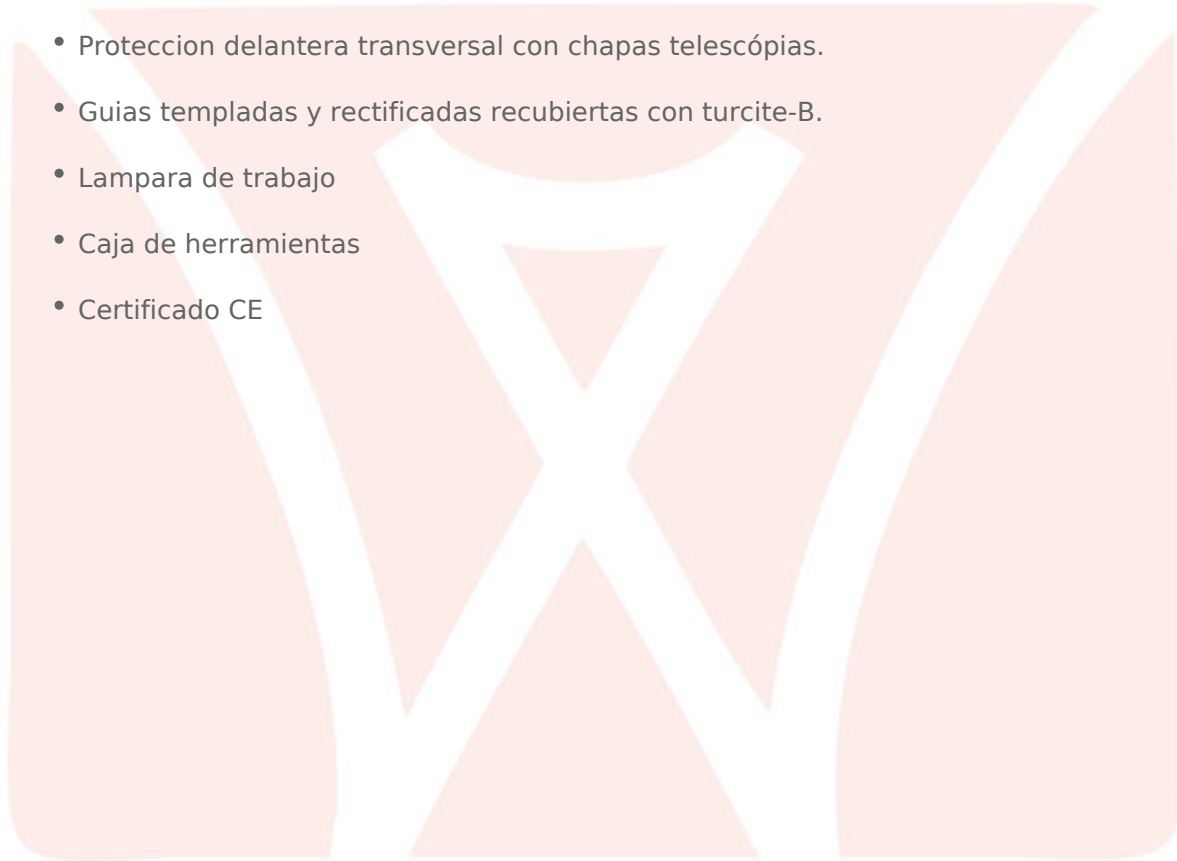 • Proteccion delantera transversal con chapas telescópias.
• Guias templadas y rectificadas recubiertas con turcite-B.
• Lampara de trabajo
• Caja de herramientas
• Certificado CE